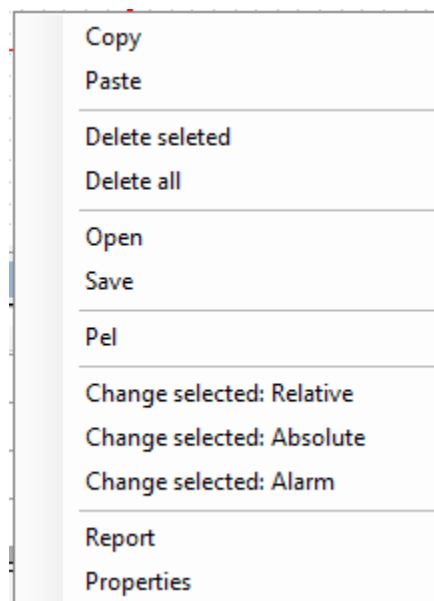 Copy
Paste
Delete seleted
Delete all
Open
Save
Pel
Change selected: Relative
Change selected: Absolute
Change selected: Alarm
Report
Properties